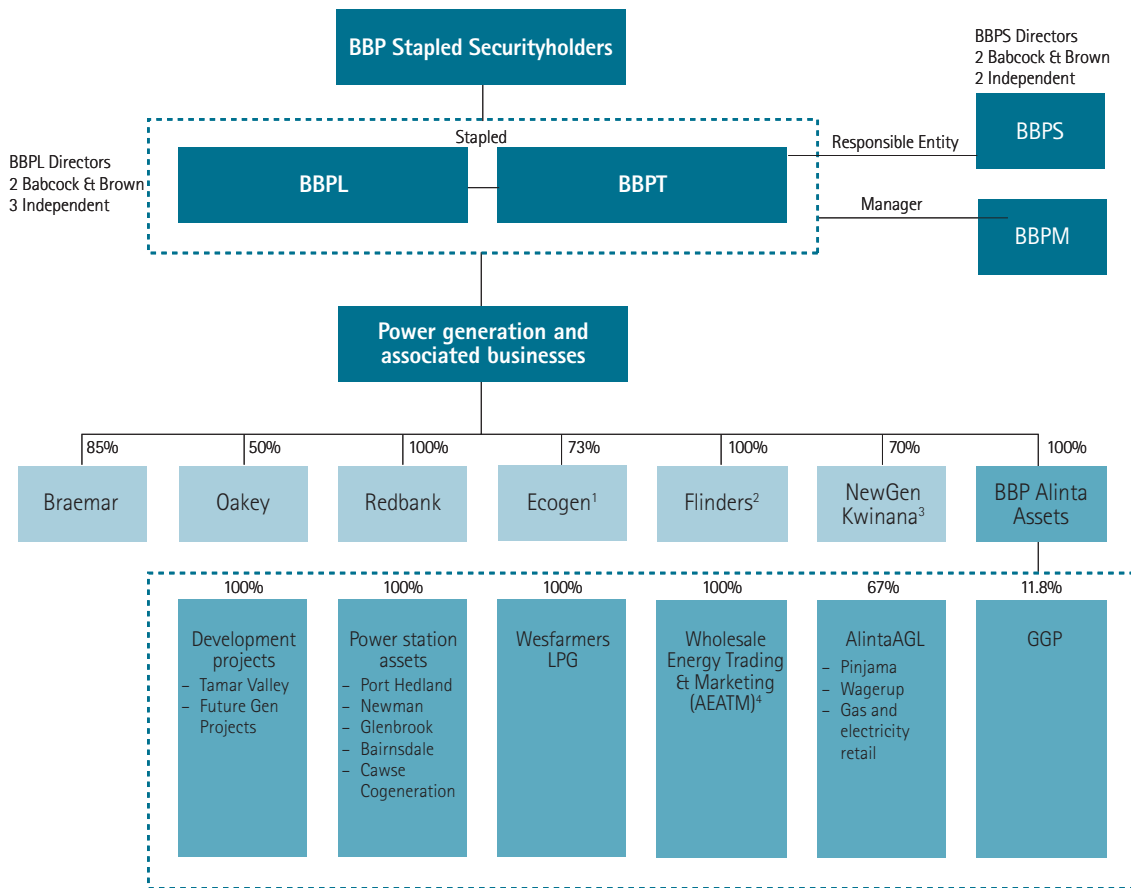 BBP Stapled Securityholders
BBPS Directors
2 Babcock & Brown
2 Independent
BBPS
Stapled
Responsible Entity
BBPL Directors
2 Babcock & Brown
3 Independent
BBPL
BBPT
Manager
BBPM
Power generation and
associated businesses
85%
50%
100%
73%
100%
70%
100%
Braemar
Oakey
Redbank
Ecogen¹
Flinders²
NewGen
Kwinana³
BBP Alinta
Assets
100%
100%
100%
100%
67%
11.8%
Development
projects
– Tamar Valley
– Future Gen
Projects
Power station
assets
– Port Hedland
– Newman
– Glenbrook
– Bairnsdale
– Cawse
Cogeneration
Wesfarmers
LPG
Wholesale
Energy Trading
& Marketing
(AEATM)⁴
AlintaAGL
– Pinjama
– Wagerup
– Gas and
electricity
retail
GGP